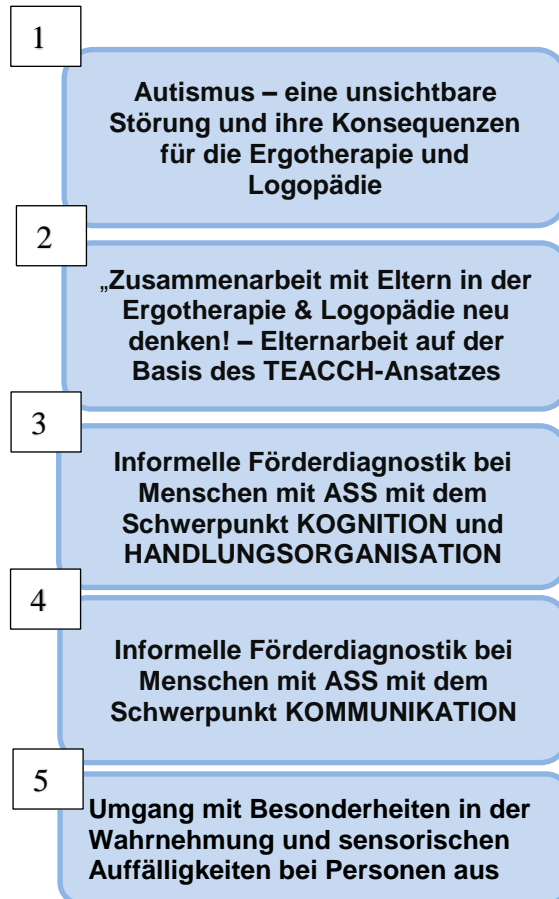 1
Autismus – eine unsichtbare
Störung und ihre Konsequenzen
für die Ergotherapie und
Logopädie
2
„Zusammenarbeit mit Eltern in der
Ergotherapie & Logopädie neu
denken! – Elternarbeit auf der
Basis des TEACCH-Ansatzes
3
Informelle Förderdiagnostik bei
Menschen mit ASS mit dem
Schwerpunkt KOGNITION und
HANDLUNGSORGANISATION
4
Informelle Förderdiagnostik bei
Menschen mit ASS mit dem
Schwerpunkt KOMMUNIKATION
5
Umgang mit Besonderheiten in der
Wahrnehmung und sensorischen
Auffälligkeiten bei Personen aus